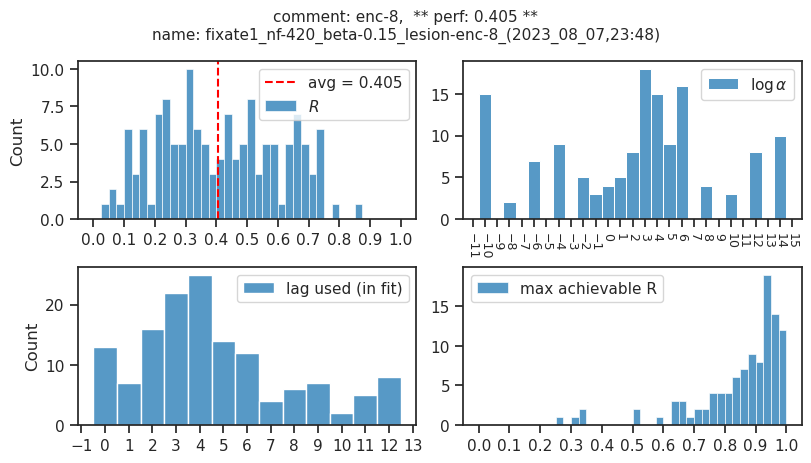 comment: enc-8,  ** perf: 0.405 **
name: fixate1_nf-420_beta-0.15_lesion-enc-8_(2023_08_07,23:48)
Count
10.0
7.5
5.0
2.5
0.0
avg = 0.405
R
0.0 0.1 0.2 0.3 0.4 0.5 0.6 0.7 0.8 0.9 1.0
15
10
5
0
log α
−11 −10 −9 −8 −7 −6 −5 −4 −3 −2 −1 0 1 2 3 4 5 6 7 8 9 10 11 12 13 14 15
Count
20
10
0
lag used (in fit)
−1 0 1 2 3 4 5 6 7 8 9 10 11 12 13
15
10
5
0
max achievable R
0.0 0.1 0.2 0.3 0.4 0.5 0.6 0.7 0.8 0.9 1.0